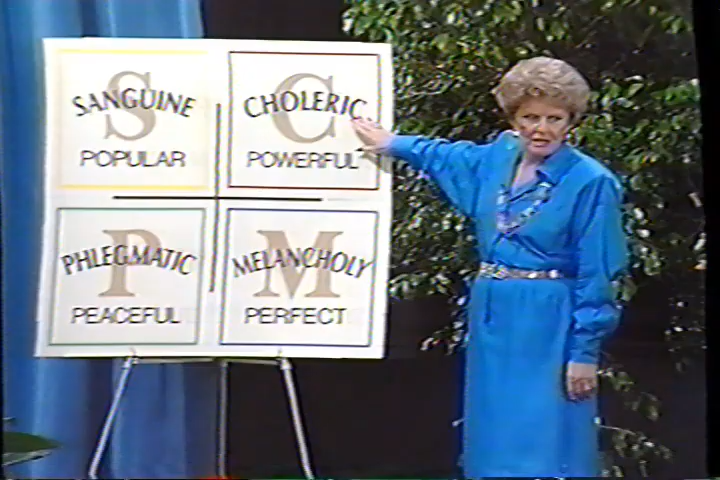 S
SANGUINE
POPULAR
C
CHOLERIC
POWERFUL
P
PHLEGMATIC
PEACEFUL
M
MELANCHOLY
PERFECT